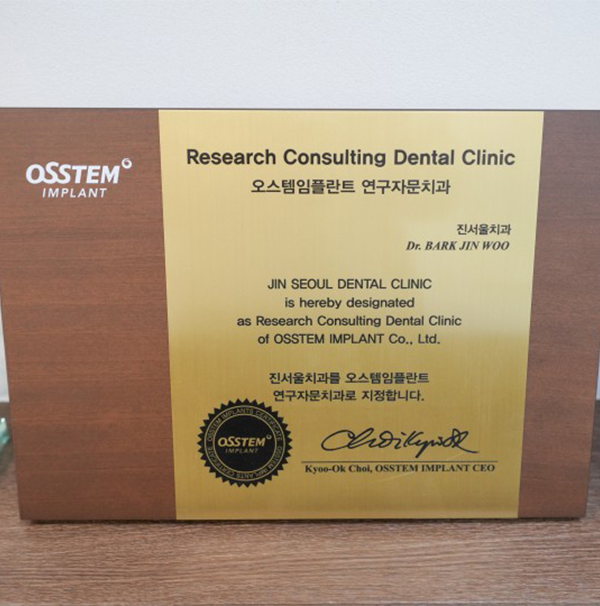 OSSTEM
IMPLANT
Research Consulting Dental Clinic
오스템임플란트 연구자문치과
진서울치과
Dr. BARK JIN WOO
JIN SEOUL DENTAL CLINIC
is hereby designated
as Research Consulting Dental Clinic
of OSSTEM IMPLANT Co., Ltd.
진서울치과를 오스템임플란트
연구자문치과로 지정합니다.
OSSTEM IMPLANTS CERTIFICATE
OSSTEM
IMPLANT
Kyoo-Ok Choi, OSSTEM IMPLANT CEO